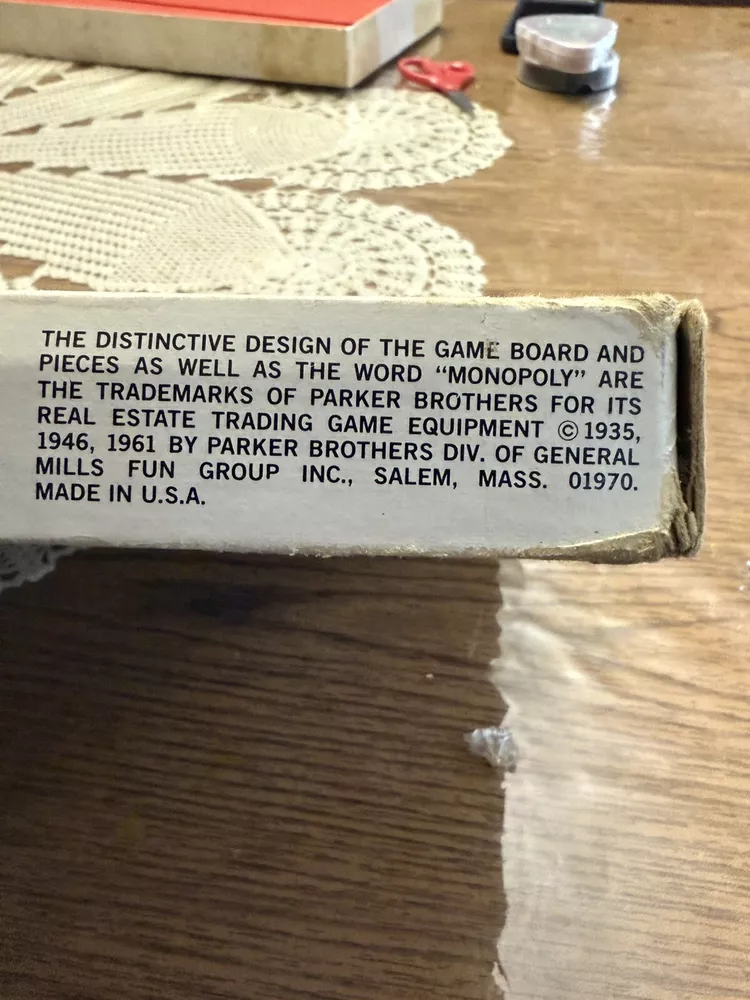 THE DISTINCTIVE DESIGN OF THE GAME BOARD AND
PIECES AS WELL AS THE WORD “MONOPOLY” ARE
THE TRADEMARKS OF PARKER BROTHERS FOR ITS
REAL ESTATE TRADING GAME EQUIPMENT © 1935,
1946, 1961 BY PARKER BROTHERS DIV. OF GENERAL
MILLS FUN GROUP INC., SALEM, MASS. 01970.
MADE IN U.S.A.